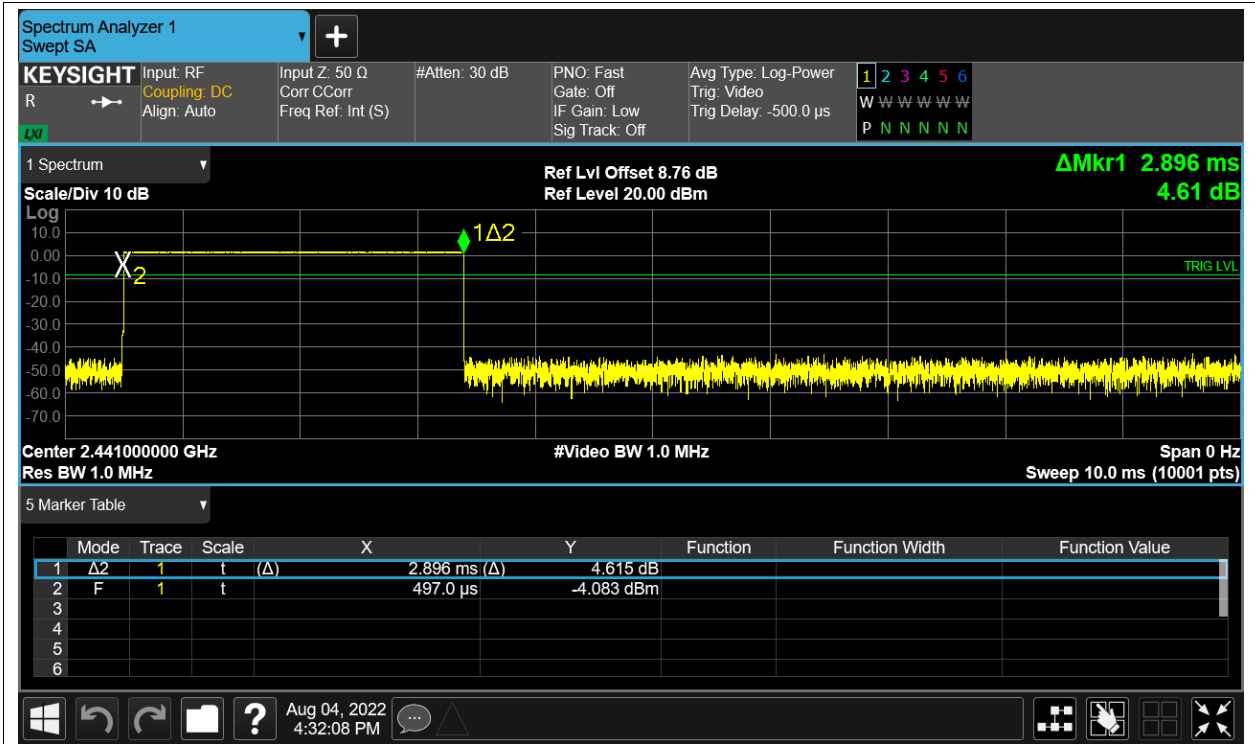 Spectrum Analyzer 1
Swept SA
KEYSIGHT
R
LXI
Input: RF
Coupling: DC
Align: Auto
Input Z: 50 Ω
Corr CCorr
Freq Ref: Int (S)
#Atten: 30 dB
PNO: Fast
Gate: Off
IF Gain: Low
Sig Track: Off
Avg Type: Log-Power
Trig: Video
Trig Delay: -500.0 µs
1 2 3 4 5 6
W W W W W W
P N N N N N
1 Spectrum
Scale/Div 10 dB
Ref Lvl Offset 8.76 dB
Ref Level 20.00 dBm
ΔMkr1 2.896 ms
4.61 dB
Log
10.0
0.00
-10.0
-20.0
-30.0
-40.0
-50.0
-60.0
-70.0
1Δ2
2
TRIG LVL
Center 2.441000000 GHz
#Video BW 1.0 MHz
Span 0 Hz
Res BW 1.0 MHz
Sweep 10.0 ms (10001 pts)
5 Marker Table
Mode Trace Scale X Y Function Function Width Function Value
1 Δ2 1 t (Δ) 2.896 ms (Δ) 4.615 dB
2 F 1 t 497.0 µs -4.083 dBm
3
4
5
6
?
Aug 04, 2022
4:32:08 PM